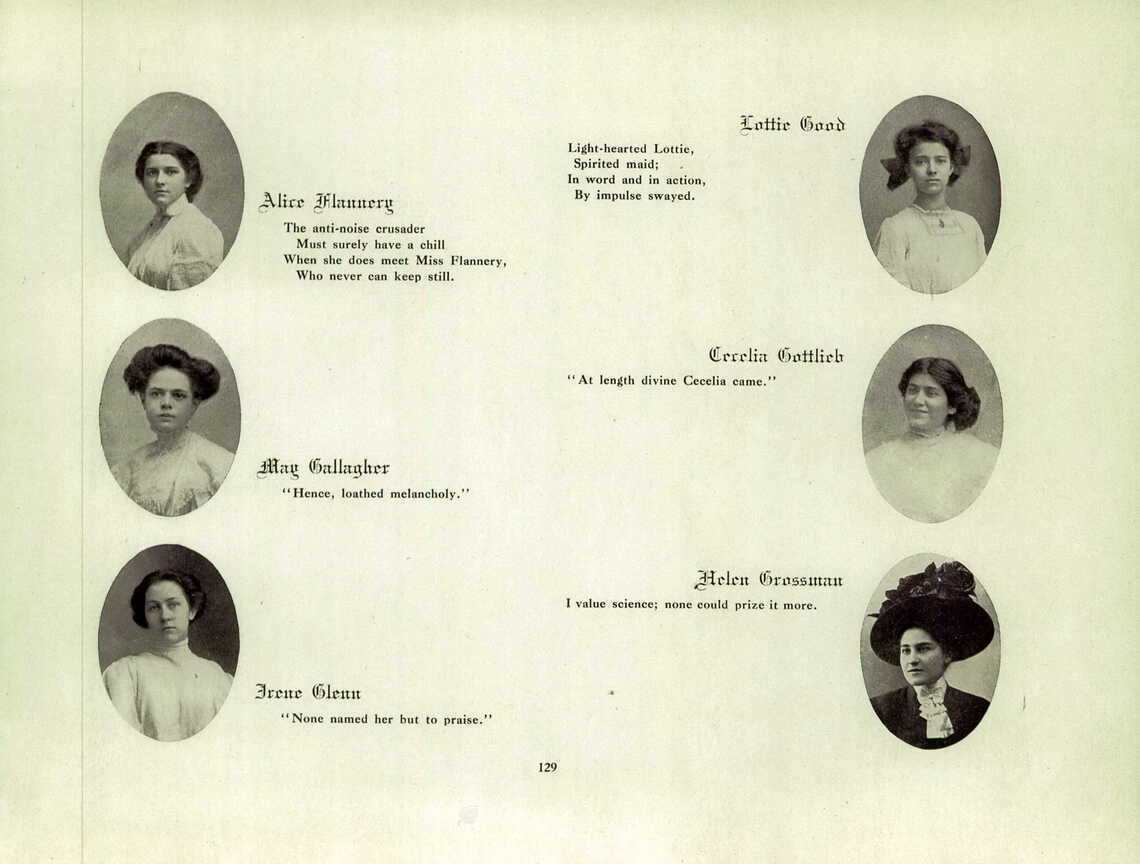 Alice Flannery
The anti-noise crusader
Must surely have a chill
When she does meet Miss Flannery,
Who never can keep still.
May Gallagher
"Hence, loathed melancholy."
Irene Glenn
"None named her but to praise."
Lottie Good
Light-hearted Lottie,
Spirited maid;
In word and in action,
By impulse swayed.
Cecelia Gottlieb
"At length divine Cecelia came."
Helen Grossman
I value science; none could prize it more.
129